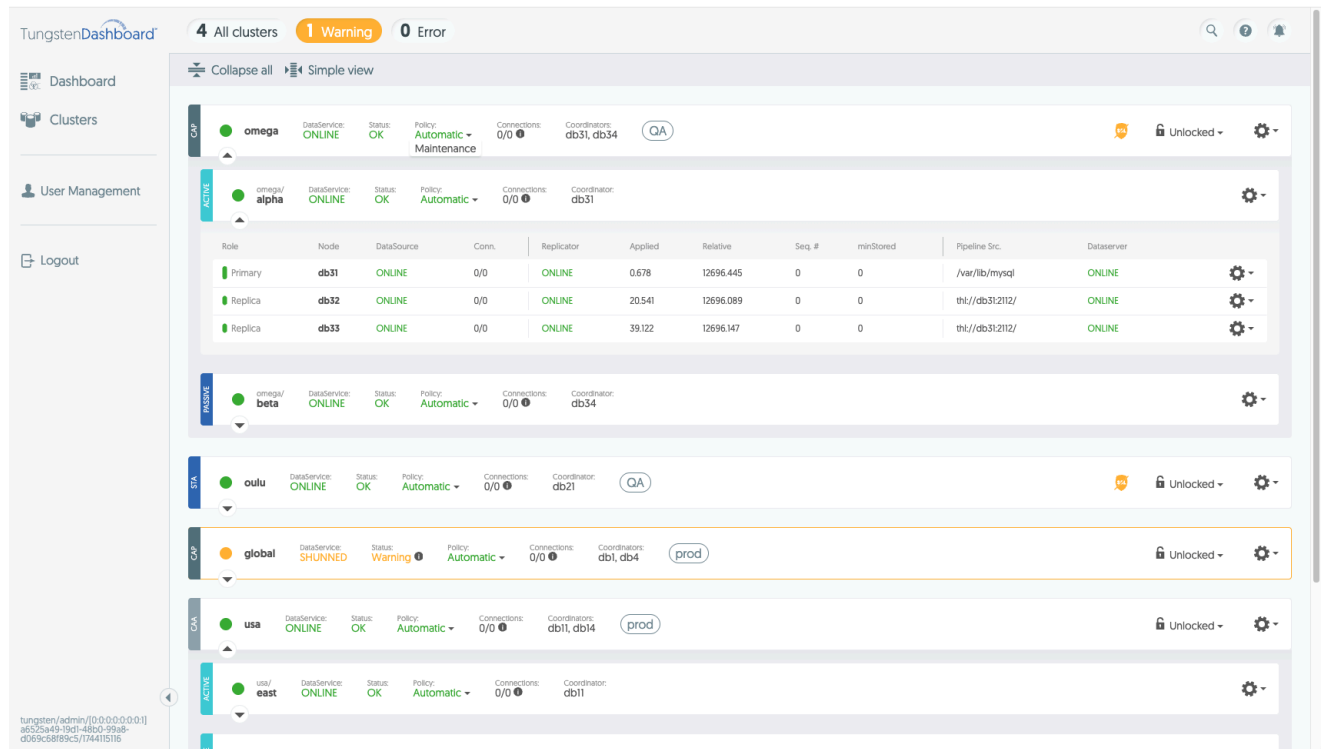 TungstenDashboard
4 All clusters 1 Warning 0 Error
Collapse all Simple view
Dashboard
Clusters
User Management
Logout
CAP
omega
DataService: Status: Policy: Connections: Coordinators:
ONLINE OK Automatic 0/0 db31, db34 QA
Maintenance
BTA
Unlocked
ACTIVE
omega/ DataService: Status: Policy: Connections: Coordinator:
alpha ONLINE OK Automatic 0/0 db31
Role Node DataSource Conn. Replicator Applied Relative Seq. # minStored Pipeline Src. Dataserver
Primary db31 ONLINE 0/0 ONLINE 0.678 12696.445 0 0 /var/lib/mysql ONLINE
Replica db32 ONLINE 0/0 ONLINE 20.541 12696.089 0 0 thl://db31:2112/ ONLINE
Replica db33 ONLINE 0/0 ONLINE 39.122 12696.147 0 0 thl://db31:2112/ ONLINE
PASSIVE
omega/ DataService: Status: Policy: Connections: Coordinator:
beta ONLINE OK Automatic 0/0 db34
STA
oulu
DataService: Status: Policy: Connections: Coordinator:
ONLINE OK Automatic 0/0 db21 QA
Unlocked
CAP
global
DataService: Status: Policy: Connections: Coordinators:
SHUNNED Warning Automatic 0/0 db1, db4 prod
Unlocked
CAA
usa
DataService: Status: Policy: Connections: Coordinators:
ONLINE OK Automatic 0/0 db11, db14 prod
Unlocked
ACTIVE
usa/ DataService: Status: Policy: Connections: Coordinator:
east ONLINE OK Automatic 0/0 db11
tungsten/admin/[0:0:0:0:0:0:0:1]
a6525a49-19d1-48b0-99a8-
d069c68f89c5/1744115116